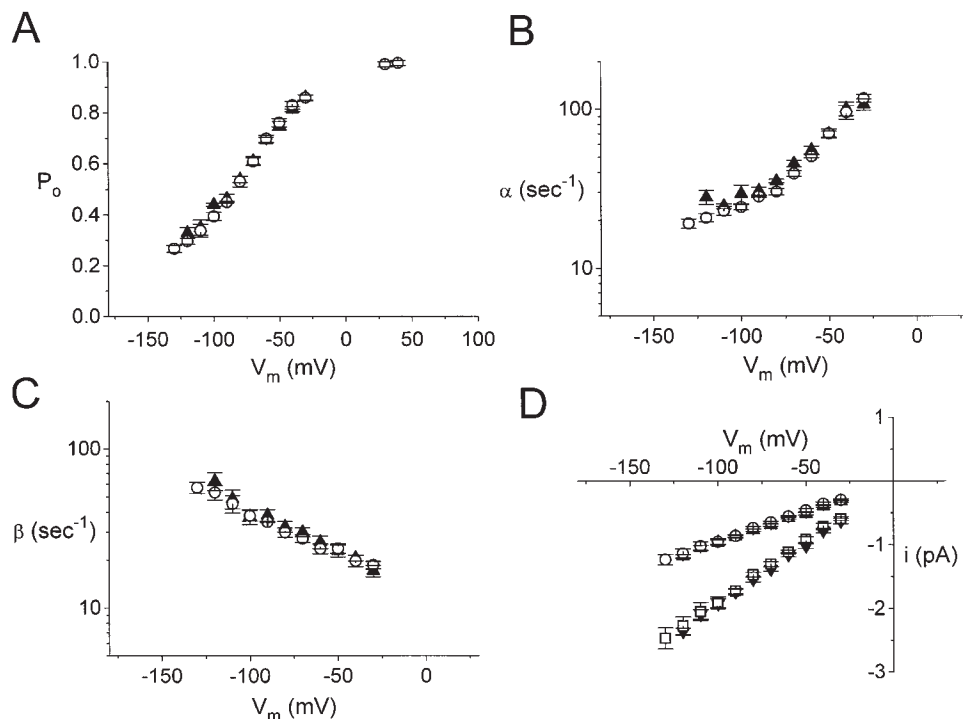 A
B
1.0
0.8
0.6
0.4
0.2
0.0
P₀
-150 -100 -50 0 50 100
Vₘ (mV)
100
10
α (sec⁻¹)
-150 -100 -50 0
Vₘ (mV)
C
D
100
10
β (sec⁻¹)
-150 -100 -50 0
Vₘ (mV)
Vₘ (mV)
-150 -100 -50
1
-1
-2
-3
i (pA)